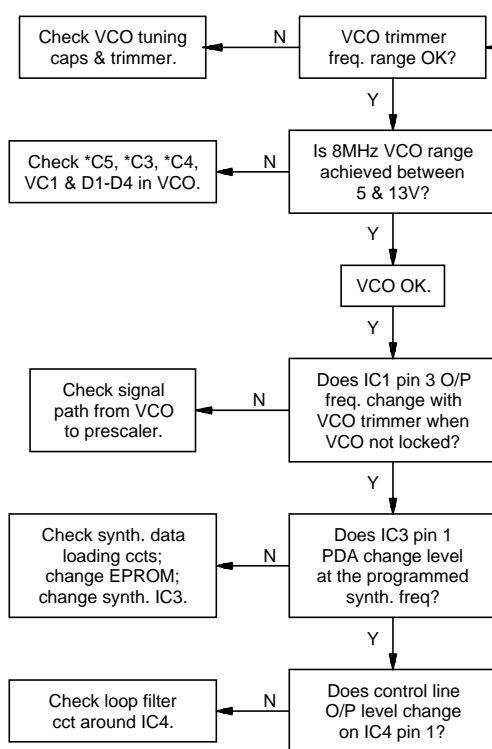 Check VCO tuning
caps & trimmer.
N
VCO trimmer
freq. range OK?
Y
Check *C5, *C3, *C4,
VC1 & D1-D4 in VCO.
N
Is 8MHz VCO range
achieved between
5 & 13V?
Y
VCO OK.
Y
Check signal
path from VCO
to prescaler.
N
Does IC1 pin 3 O/P
freq. change with
VCO trimmer when
VCO not locked?
Y
Check synth. data
loading ccts;
change EPROM;
change synth. IC3.
N
Does IC3 pin 1
PDA change level
at the programmed
synth. freq?
Y
Check loop filter
cct around IC4.
N
Does control line
O/P level change
on IC4 pin 1?